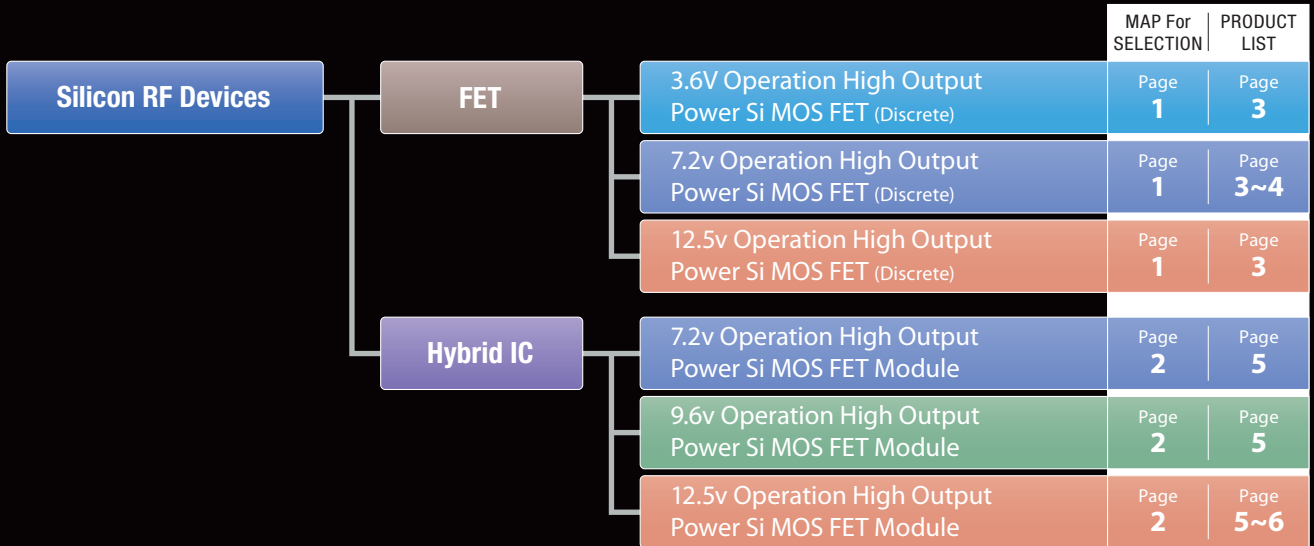 MAP For
SELECTION
PRODUCT
LIST
Silicon RF Devices
FET
3.6V Operation High Output
Power Si MOS FET (Discrete)
Page
1
Page
3
7.2v Operation High Output
Power Si MOS FET (Discrete)
Page
1
Page
3~4
12.5v Operation High Output
Power Si MOS FET (Discrete)
Page
1
Page
3
Hybrid IC
7.2v Operation High Output
Power Si MOS FET Module
Page
2
Page
5
9.6v Operation High Output
Power Si MOS FET Module
Page
2
Page
5
12.5v Operation High Output
Power Si MOS FET Module
Page
2
Page
5~6